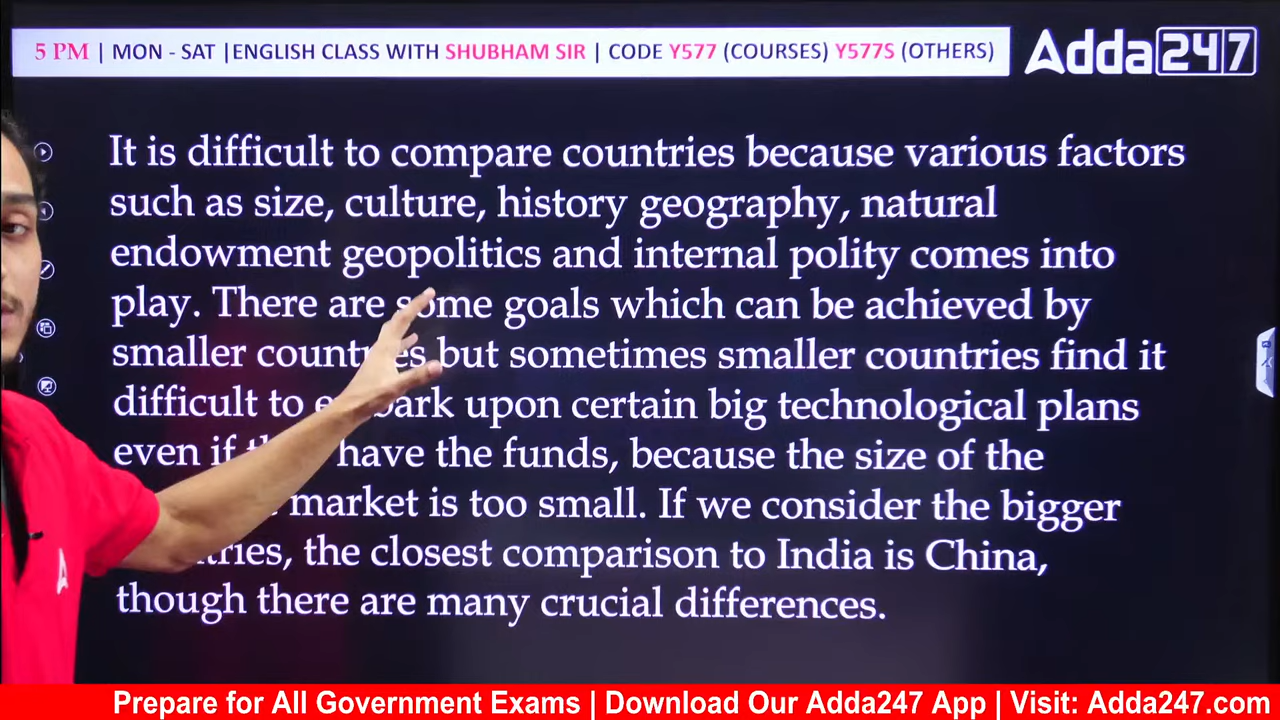 5 PM | MON - SAT |ENGLISH CLASS WITH SHUBHAM SIR | CODE Y577 (COURSES) Y577S (OTHERS)
Adda247
It is difficult to compare countries because various factors
such as size, culture, history geography, natural
endowment geopolitics and internal polity comes into
play. There are some goals which can be achieved by
smaller countries but sometimes smaller countries find it
difficult to embark upon certain big technological plans
even if have the funds, because the size of the
market is too small. If we consider the bigger
the closest comparison to India is China,
though there are many crucial differences.
Prepare for All Government Exams | Download Our Adda247 App | Visit: Adda247.com